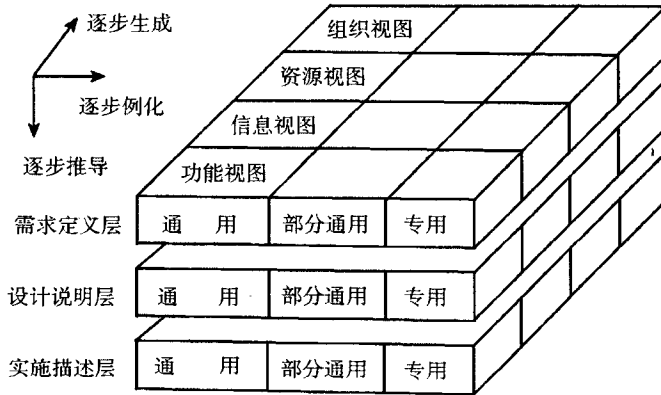 逐步生成
组织视图
资源视图
逐步例化
信息视图
逐步推导
功能视图
需求定义层
通 用
部分通用
专用
设计说明层
通 用
部分通用
专用
实施描述层
通 用
部分通用
专用